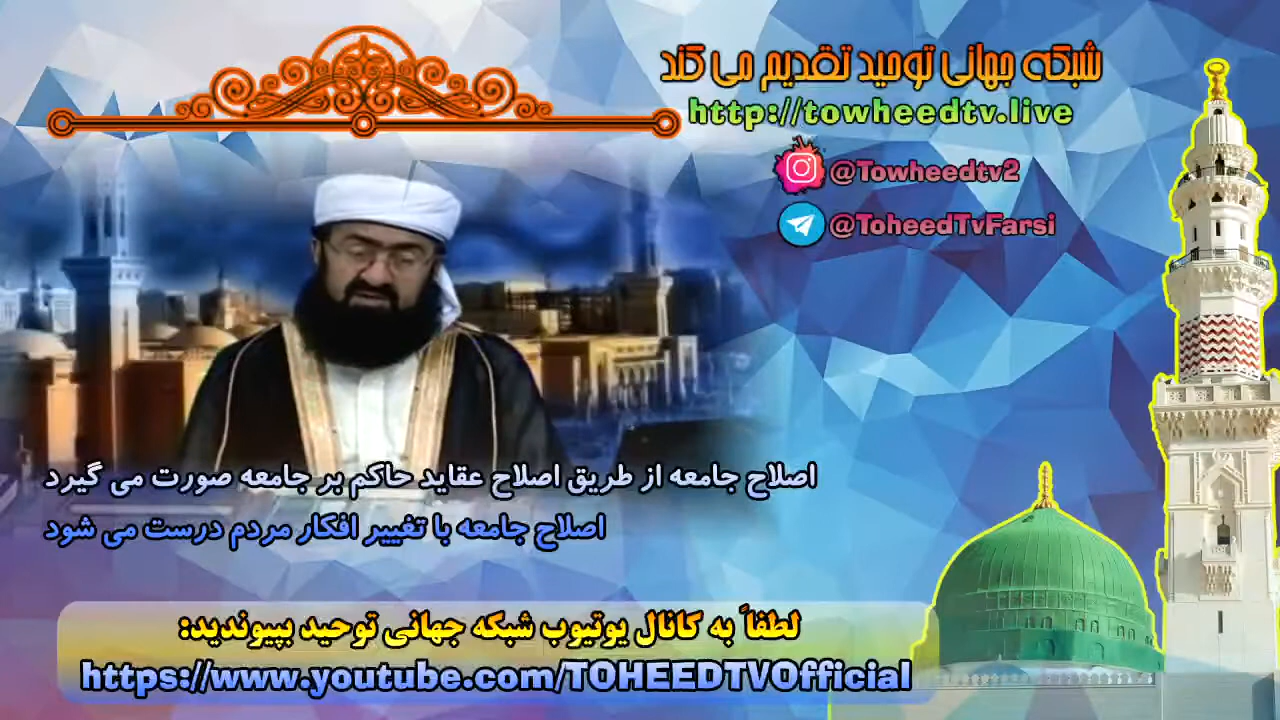 شبکه جهانی توحید تقدیم می کند
http://towheedtv.live
@Towheedtv2
@ToheedTvFarsi
اصلاح جامعه از طریق اصلاح عقاید حاکم بر جامعه صورت می گیرد
اصلاح جامعه با تغییر افکار مردم درست می شود
لطفاً به کانال یوتیوب شبکه جهانی توحید بپیوندید:
https://www.youtube.com/TOHEEDTVOfficial